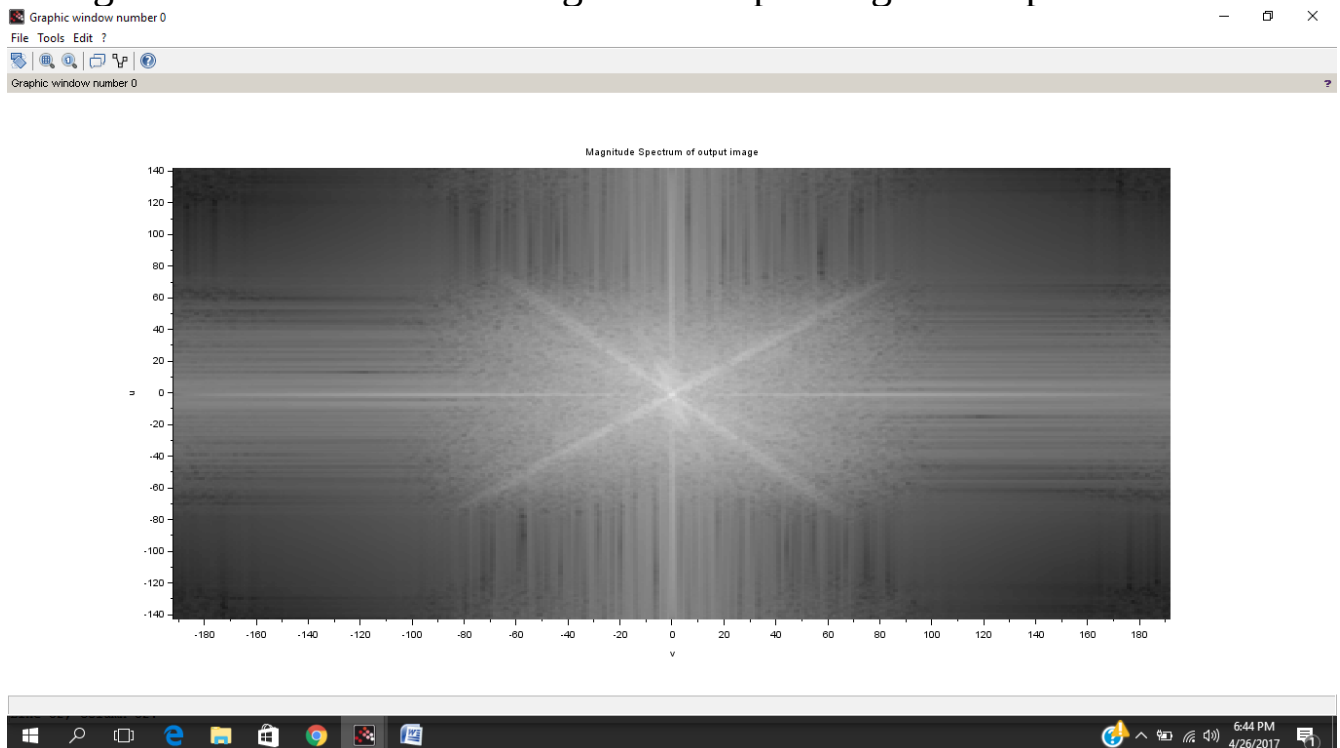 Graphic window number 0
File Tools Edit ?
Graphic window number 0 ?
Magnitude Spectrum of output image
140
120
100
80
60
40
20
0
-20
-40
-60
-80
-100
-120
-140
u
-180 -160 -140 -120 -100 -80 -60 -40 -20 0 20 40 60 80 100 120 140 160 180
v
6:44 PM
4/26/2017